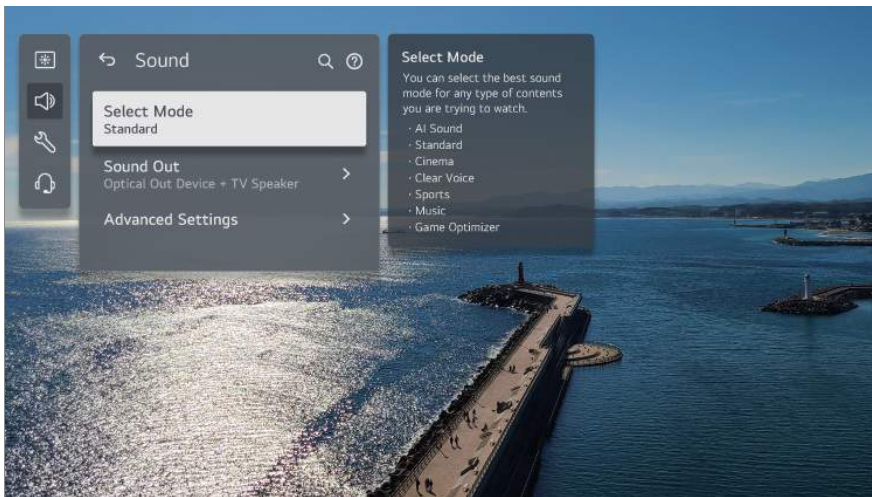 Sound
Select Mode
Standard
Sound Out
Optical Out Device + TV Speaker
Advanced Settings
Select Mode
You can select the best sound
mode for any type of contents
you are trying to watch.
· AI Sound
· Standard
· Cinema
· Clear Voice
· Sports
· Music
· Game Optimizer